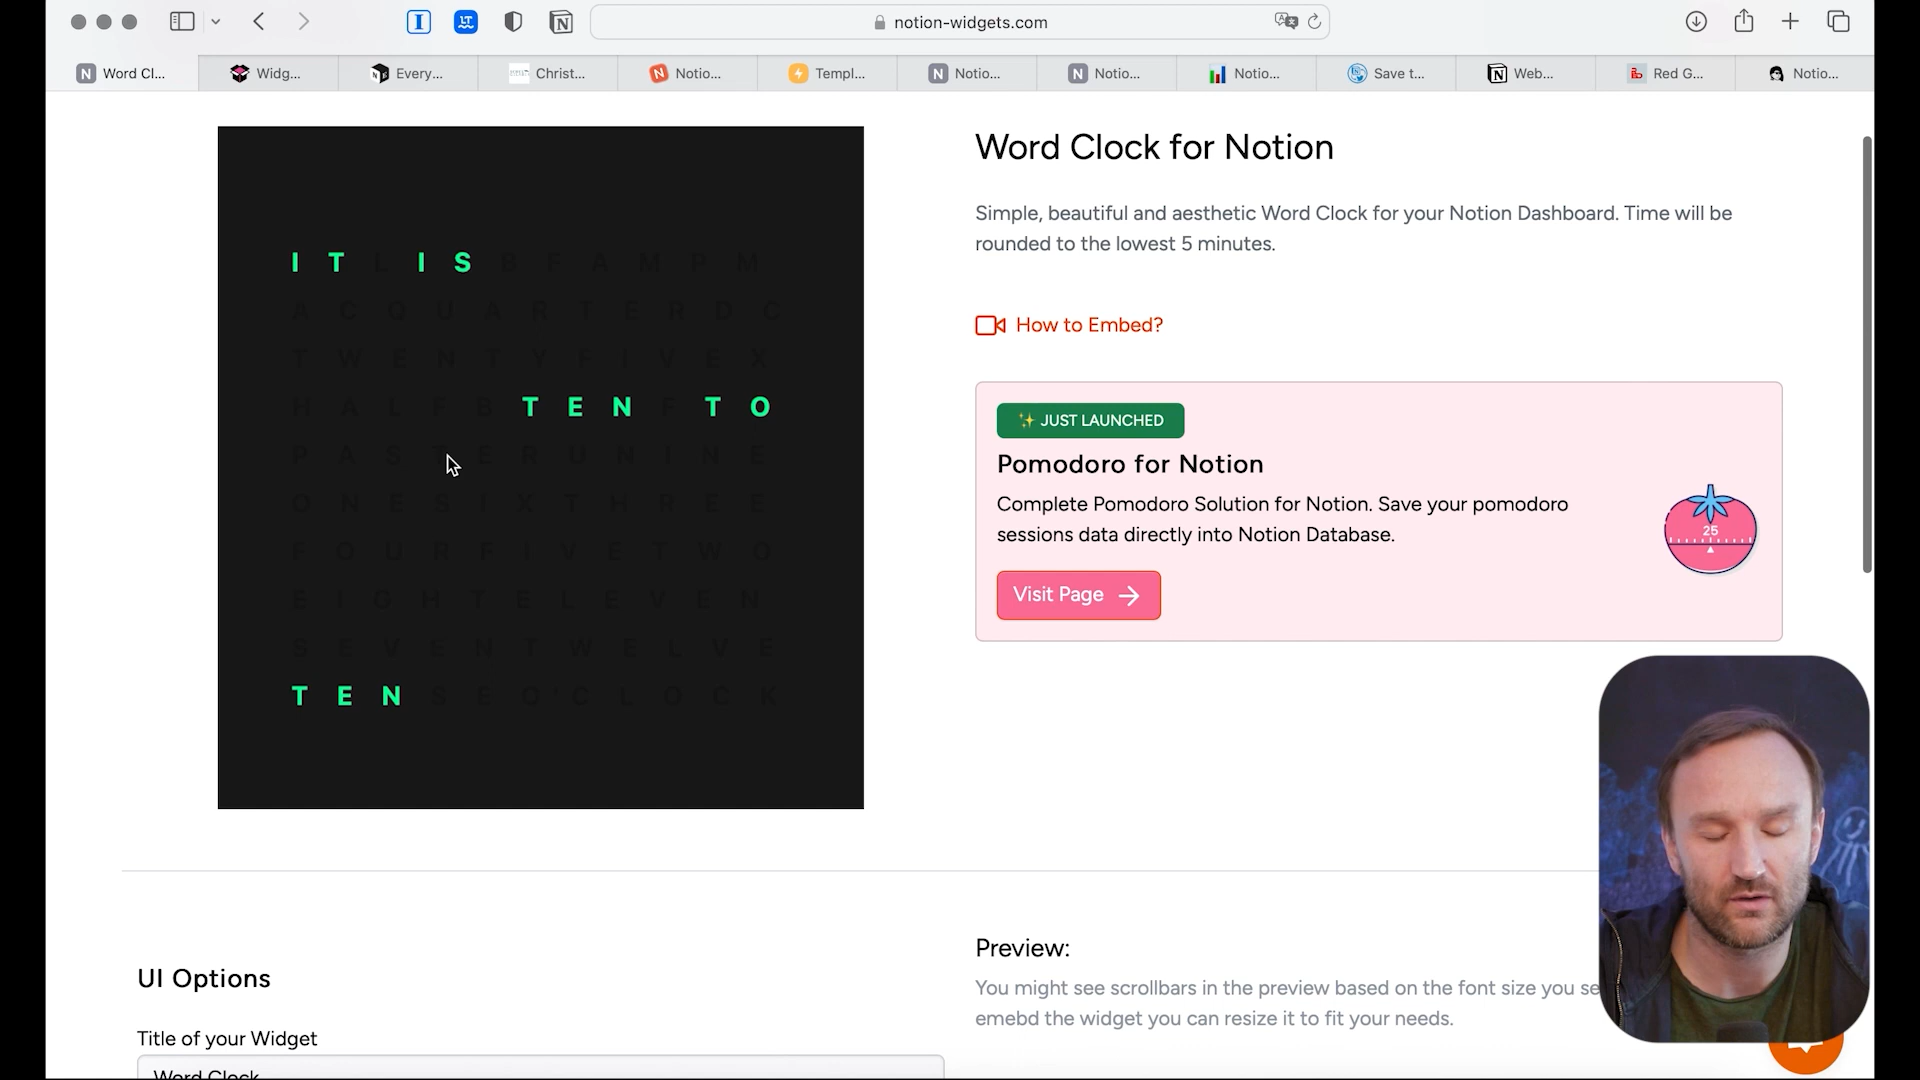 notion-widgets.com
Word Cl...
Widg...
Every...
Christ...
Notio...
Templ...
Notio...
Notio...
Notio...
Save t...
Web...
Red G...
Notio...
I T L I S B F A M P M
A C Q U A R T E R D C
T W E N T Y F I V E X
H A L F B T E N F T O
P A S T E R U N I N E
O N E S I X T H R E E
F O U R F I V E T W O
E I G H T E L E V E N
S E V E N T W E L V E
T E N S E O ' C L O C K
Word Clock for Notion
Simple, beautiful and aesthetic Word Clock for your Notion Dashboard. Time will be
rounded to the lowest 5 minutes.
How to Embed?
✨ JUST LAUNCHED
Pomodoro for Notion
Complete Pomodoro Solution for Notion. Save your pomodoro
sessions data directly into Notion Database.
25
Visit Page →
UI Options
Title of your Widget
Word Clock
Preview:
You might see scrollbars in the preview based on the font size you se
emebd the widget you can resize it to fit your needs.